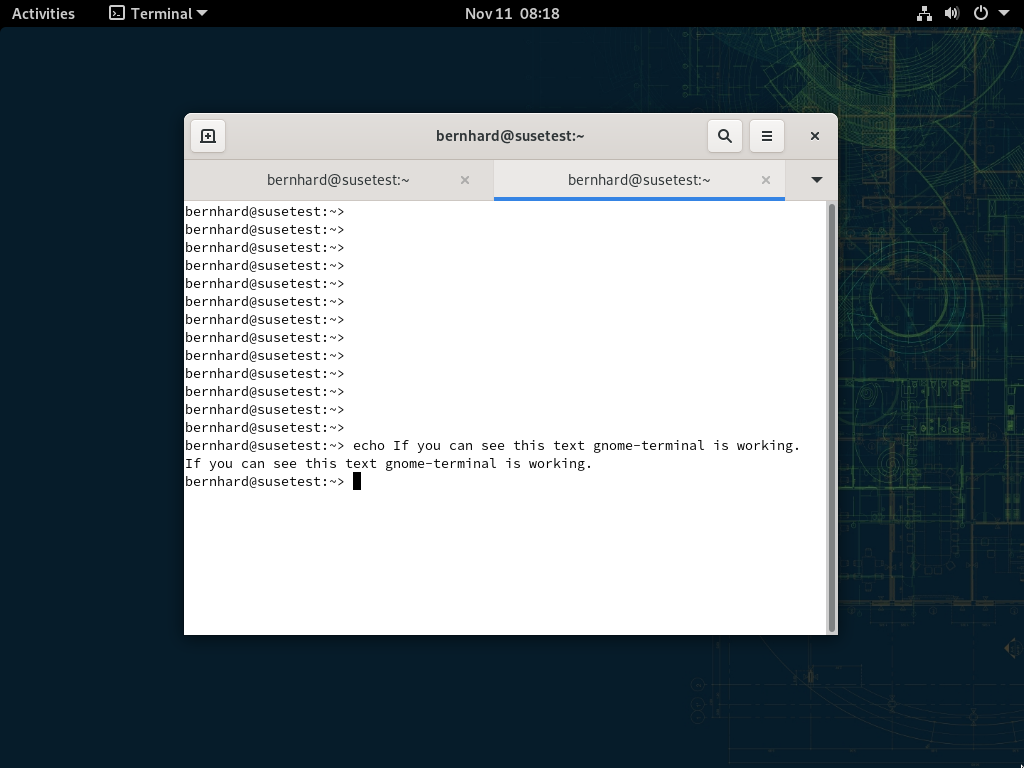 Activities Terminal Nov 11 08:18
bernhard@susetest:~
bernhard@susetest:~ bernhard@susetest:~
bernhard@susetest:~>
bernhard@susetest:~>
bernhard@susetest:~>
bernhard@susetest:~>
bernhard@susetest:~>
bernhard@susetest:~>
bernhard@susetest:~>
bernhard@susetest:~>
bernhard@susetest:~>
bernhard@susetest:~>
bernhard@susetest:~>
bernhard@susetest:~>
bernhard@susetest:~>
bernhard@susetest:~> echo If you can see this text gnome-terminal is working.
If you can see this text gnome-terminal is working.
bernhard@susetest:~>